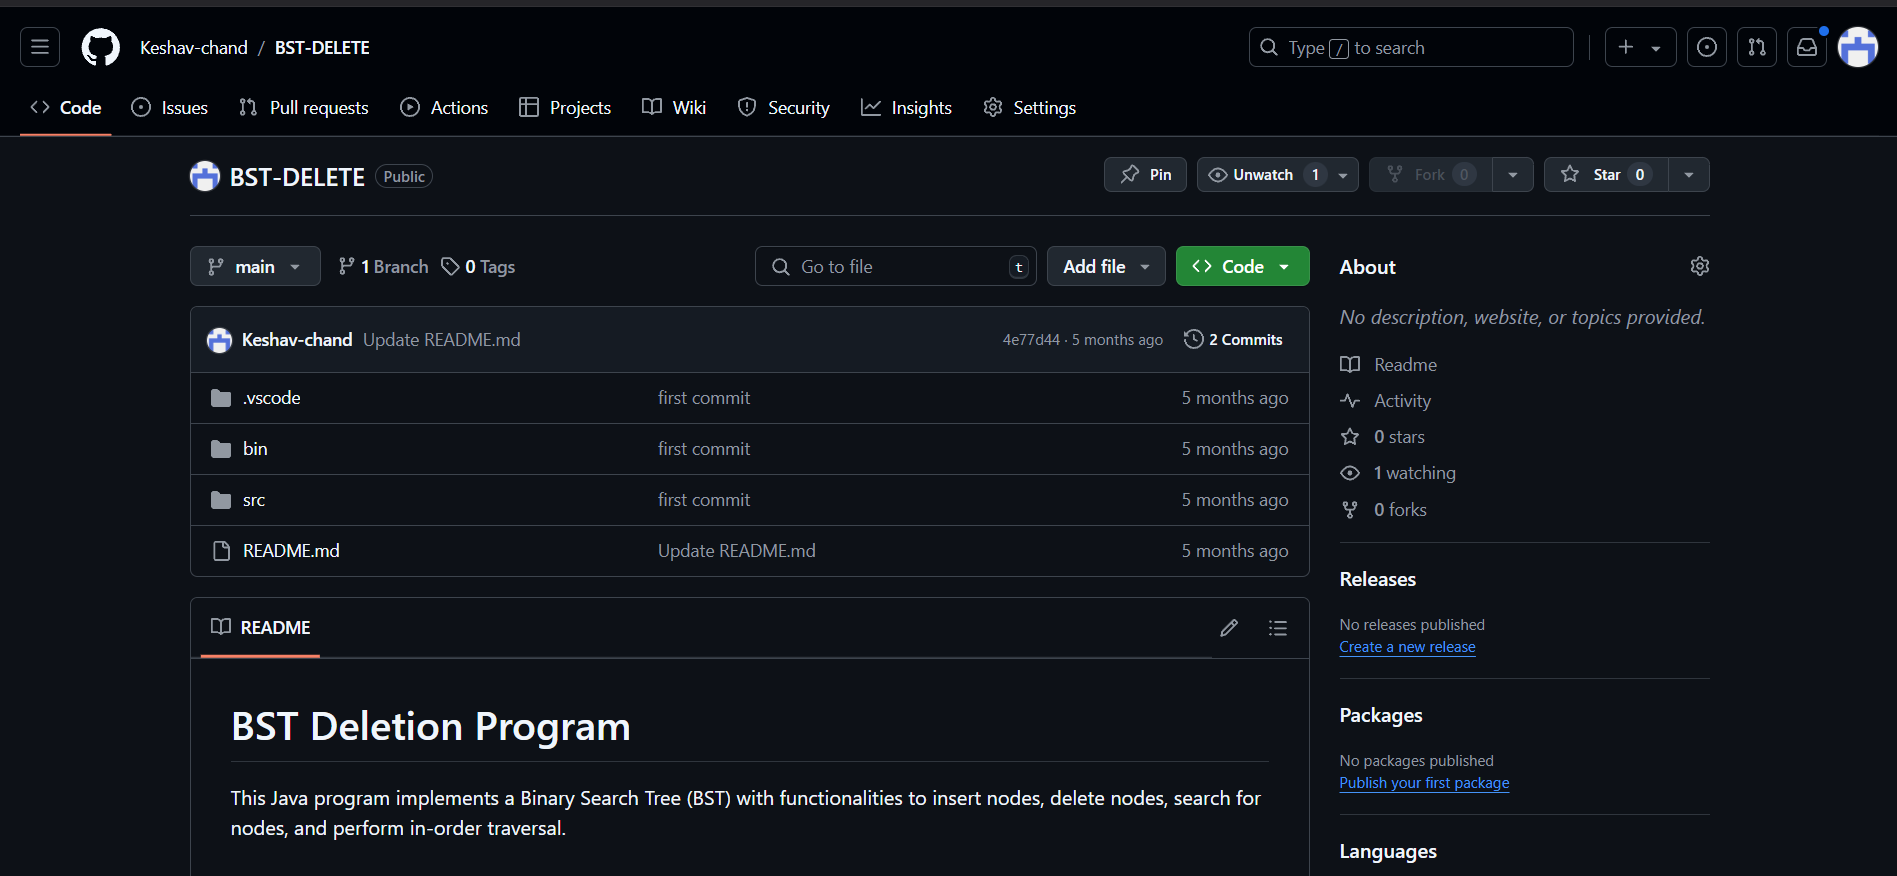 Keshav-chand / BST-DELETE
Type / to search
Code Issues Pull requests Actions Projects Wiki Security Insights Settings
BST-DELETE Public
Pin Unwatch 1 Fork 0 Star 0
main 1 Branch 0 Tags Go to file t Add file Code
Keshav-chand Update README.md 4e77d44 · 5 months ago 2 Commits
.vscode first commit 5 months ago
bin first commit 5 months ago
src first commit 5 months ago
README.md Update README.md 5 months ago
README
BST Deletion Program
This Java program implements a Binary Search Tree (BST) with functionalities to insert nodes, delete nodes, search for
nodes, and perform in-order traversal.
About
No description, website, or topics provided.
Readme
Activity
0 stars
1 watching
0 forks
Releases
No releases published
Create a new release
Packages
No packages published
Publish your first package
Languages